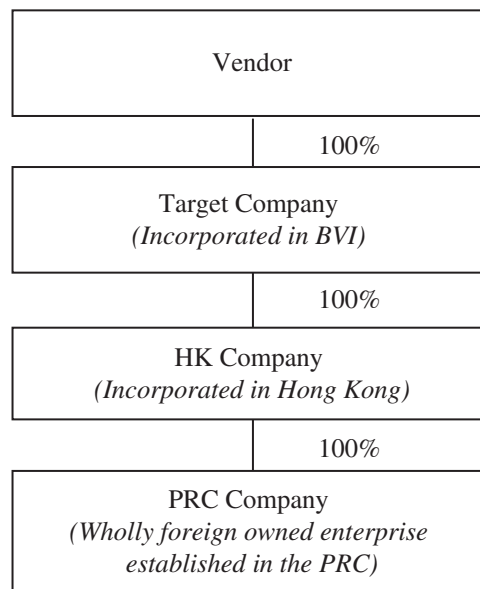 Vendor
100%
Target Company
(Incorporated in BVI)
100%
HK Company
(Incorporated in Hong Kong)
100%
PRC Company
(Wholly foreign owned enterprise
established in the PRC)